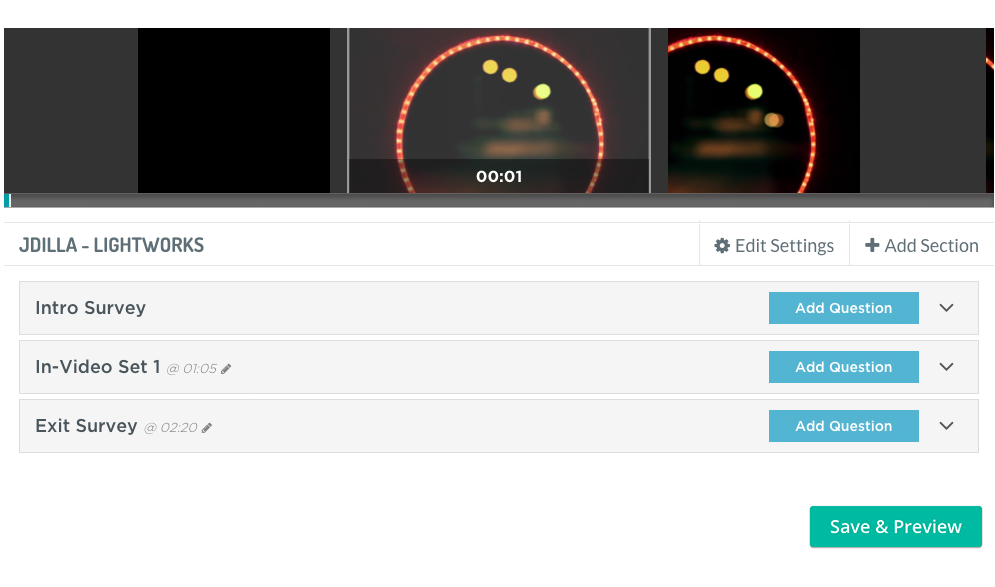 00:01
JDILLA - LIGHTWORKS Edit Settings Add Section
Intro Survey Add Question
In-Video Set 1 @ 01:05 Add Question
Exit Survey @ 02:20 Add Question
Save & Preview